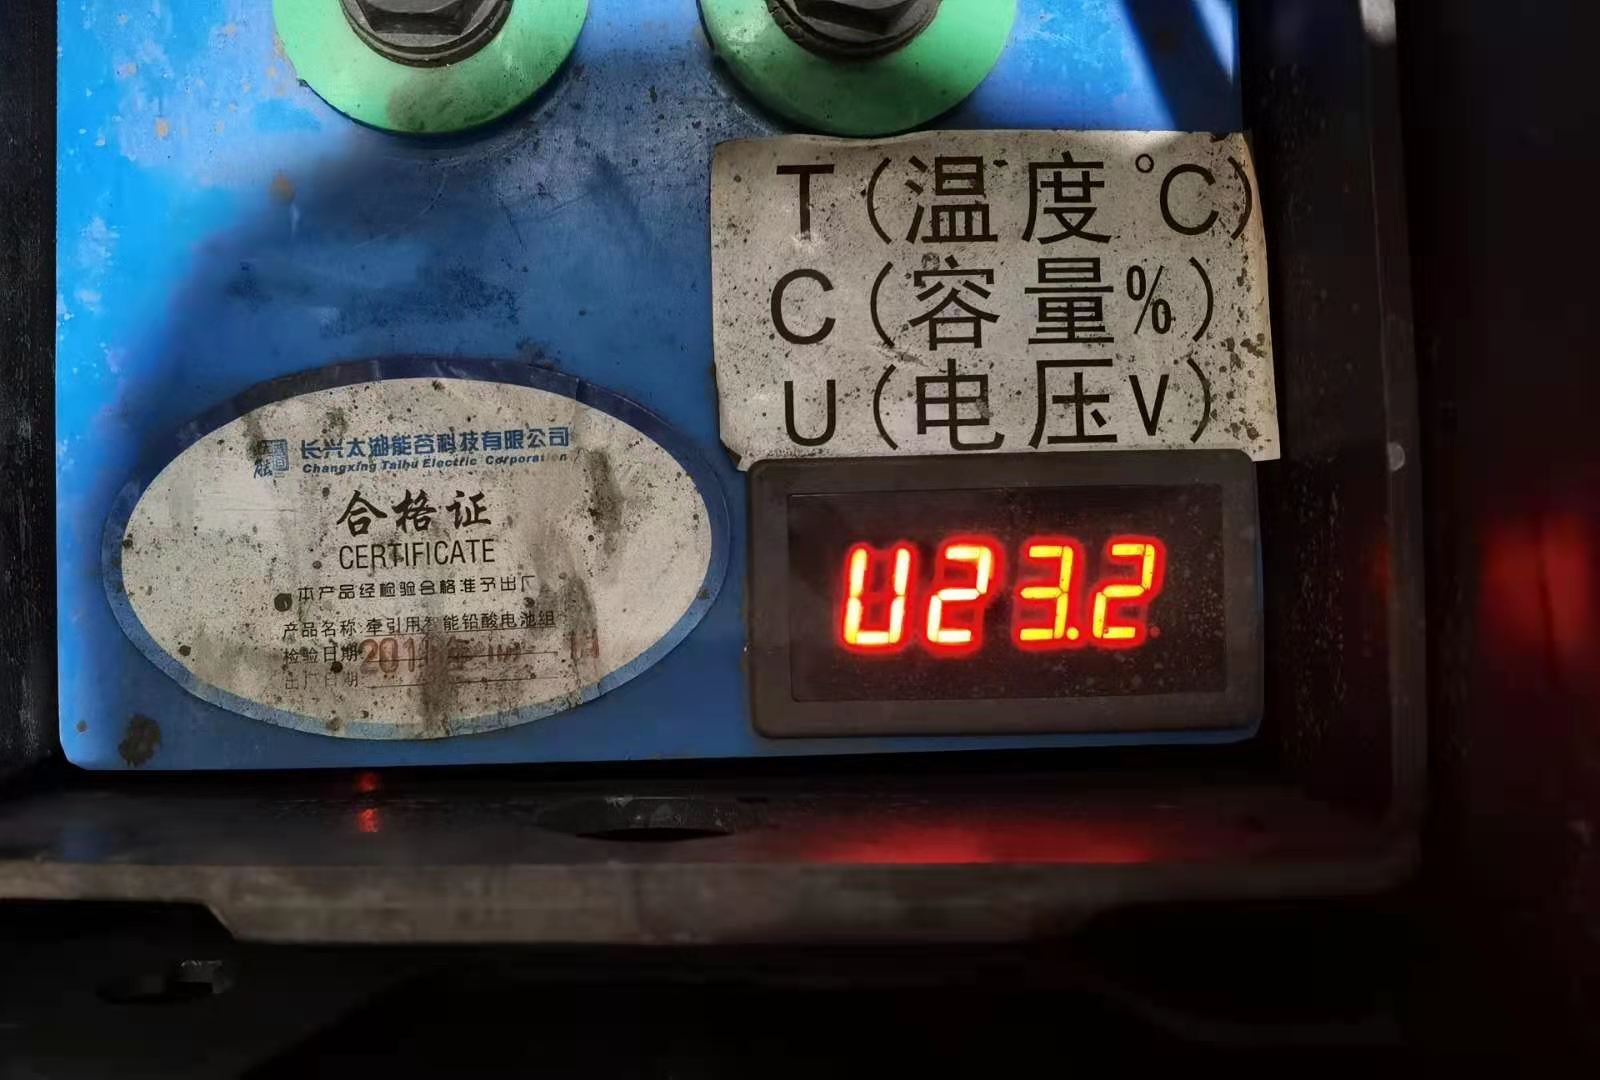 T(温度℃)
C(容量%)
U(电压V)
长兴太湖能谷科技有限公司
Changxing Taihu Electric Corporation
合格证
CERTIFICATE
本产品经检验合格准予出厂
产品名称:牵引用智能铅酸电池组
检验日期 201
出厂日期
U23.2